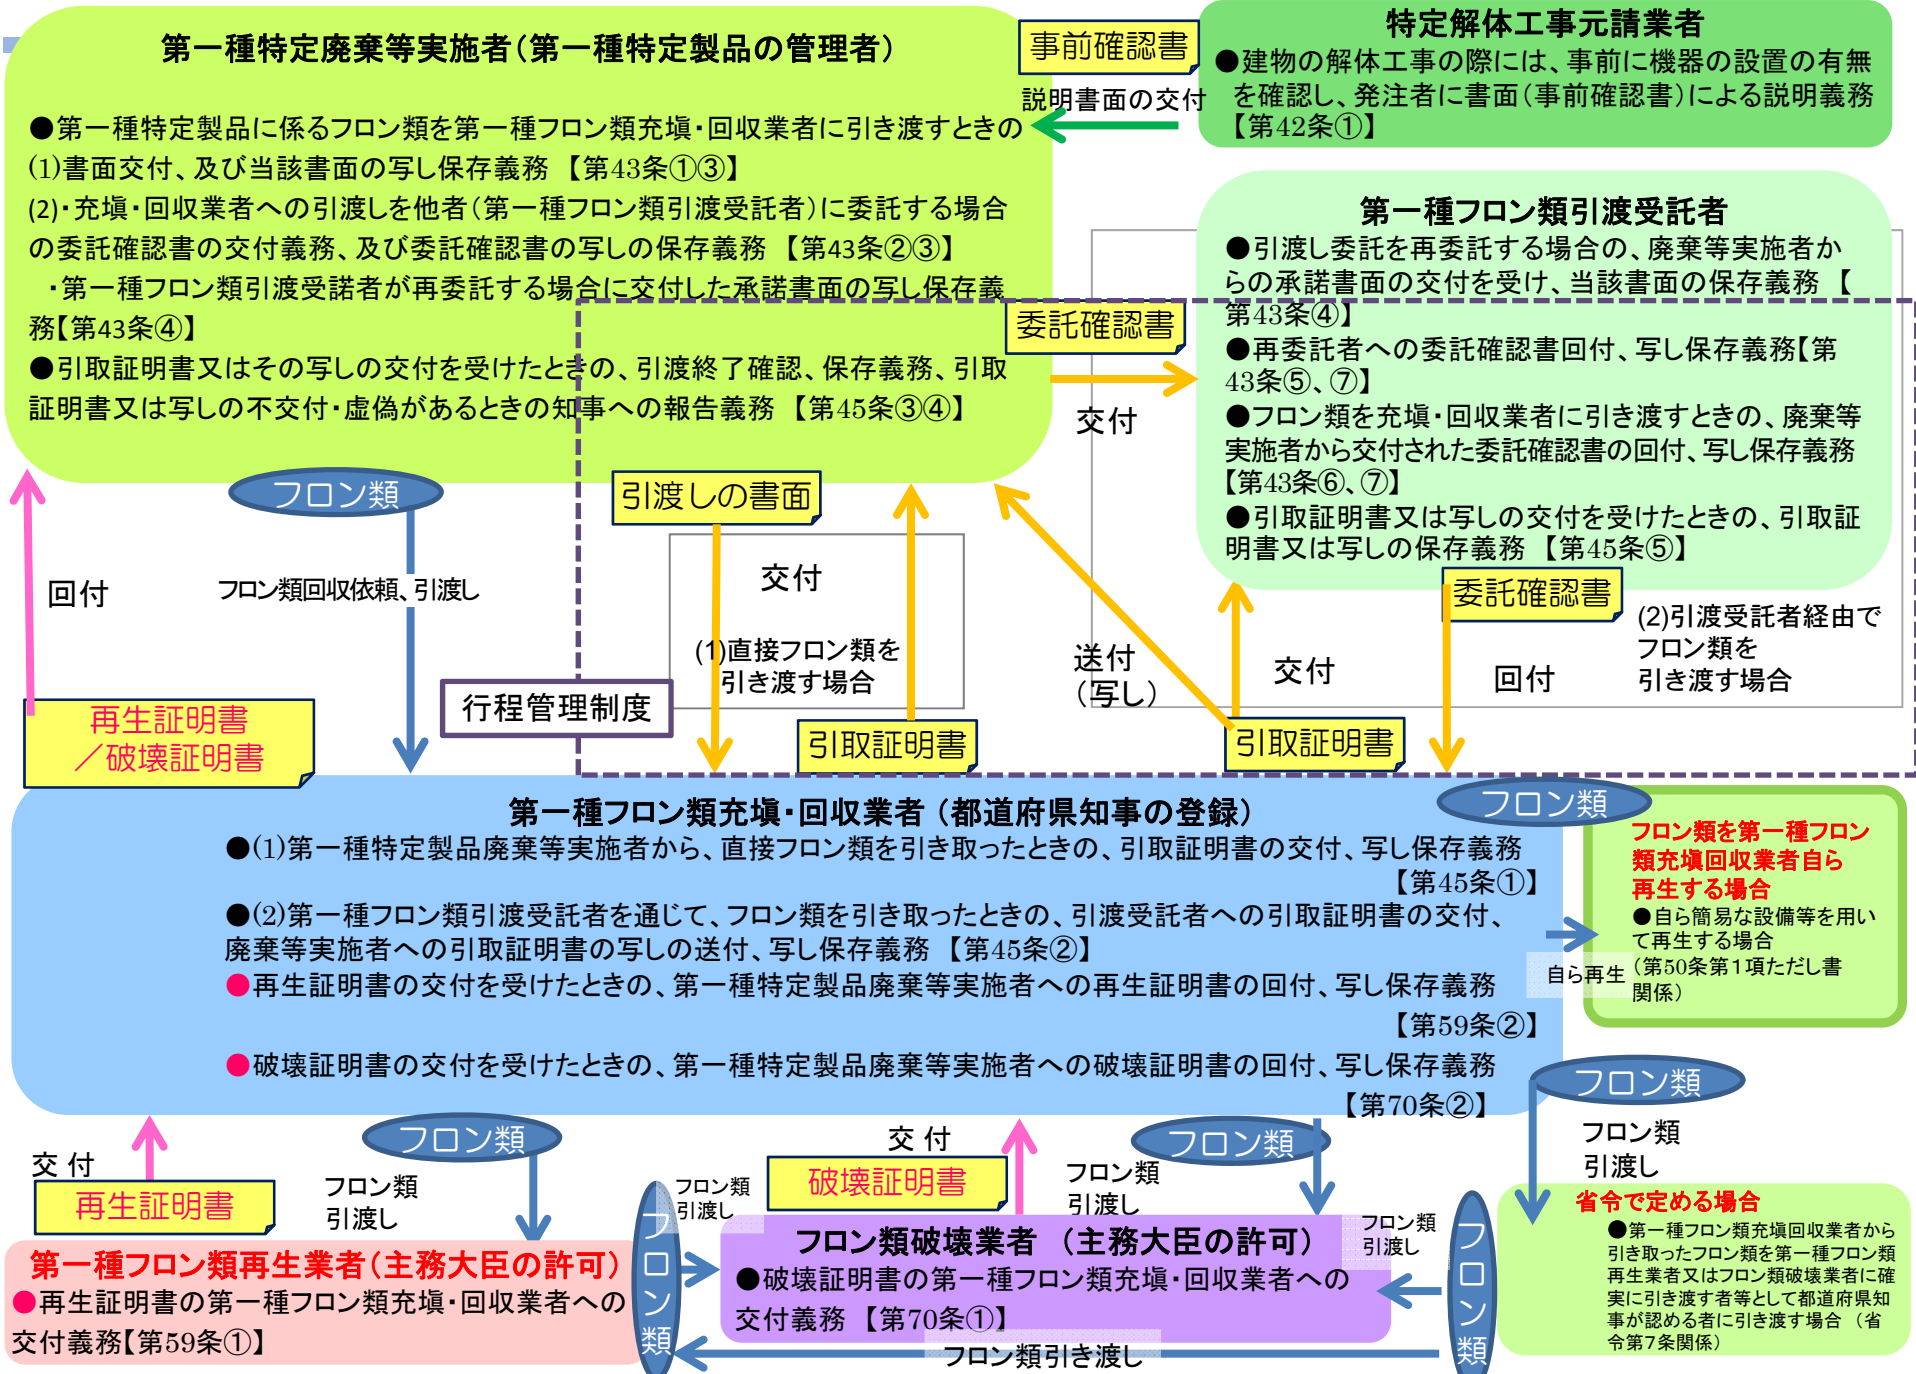 第一種特定廃棄等実施者(第一種特定製品の管理者)
●第一種特定製品に係るフロン類を第一種フロン類充塡・回収業者に引き渡すときの
(1)書面交付、及び当該書面の写し保存義務 【第43条①③】
(2)・充塡・回収業者への引渡しを他者(第一種フロン類引渡受託者)に委託する場合
の委託確認書の交付義務、及び委託確認書の写しの保存義務 【第43条②③】
・第一種フロン類引渡受諾者が再委託する場合に交付した承諾書面の写し保存義
務【第43条④】
●引取証明書又はその写しの交付を受けたときの、引渡終了確認、保存義務、引取
証明書又は写しの不交付・虚偽があるときの知事への報告義務 【第45条③④】
事前確認書
説明書面の交付
特定解体工事元請業者
●建物の解体工事の際には、事前に機器の設置の有無
を確認し、発注者に書面(事前確認書)による説明義務
【第42条①】
第一種フロン類引渡受託者
●引渡し委託を再委託する場合の、廃棄等実施者か
らの承諾書面の交付を受け、当該書面の保存義務 【
第43条④】
●再委託者への委託確認書回付、写し保存義務【第
43条⑤、⑦】
●フロン類を充塡・回収業者に引き渡すときの、廃棄等
実施者から交付された委託確認書の回付、写し保存義務
【第43条⑥、⑦】
●引取証明書又は写しの交付を受けたときの、引取証
明書又は写しの保存義務 【第45条⑤】
委託確認書
交付
フロン類
引渡しの書面
回付
フロン類回収依頼、引渡し
交付
(1)直接フロン類を
引き渡す場合
行程管理制度
引取証明書
送付
(写し)
交付
引取証明書
委託確認書
回付
(2)引渡受託者経由で
フロン類を
引き渡す場合
再生証明書
/破壊証明書
第一種フロン類充塡・回収業者(都道府県知事の登録)
●(1)第一種特定製品廃棄等実施者から、直接フロン類を引き取ったときの、引取証明書の交付、写し保存義務
【第45条①】
●(2)第一種フロン類引渡受託者を通じて、フロン類を引き取ったときの、引渡受託者への引取証明書の交付、
廃棄等実施者への引取証明書の写しの送付、写し保存義務 【第45条②】
●再生証明書の交付を受けたときの、第一種特定製品廃棄等実施者への再生証明書の回付、写し保存義務
【第59条②】
●破壊証明書の交付を受けたときの、第一種特定製品廃棄等実施者への破壊証明書の回付、写し保存義務
【第70条②】
フロン類
自ら再生
フロン類を第一種フロン
類充塡回収業者自ら
再生する場合
●自ら簡易な設備等を用い
て再生する場合
(第50条第1項ただし書
関係)
交 付
再生証明書
フロン類
フロン類
引渡し
交 付
破壊証明書
フロン類
フロン類
引渡し
フロン類
フロン類
引渡し
第一種フロン類再生業者(主務大臣の許可)
●再生証明書の第一種フロン類充塡・回収業者への
交付義務【第59条①】
フロン類
フロン類
引渡し
フロン類破壊業者 (主務大臣の許可)
●破壊証明書の第一種フロン類充塡・回収業者への
交付義務 【第70条①】
フロン類
引渡し
フロン類
フロン類引き渡し
省令で定める場合
●第一種フロン類充塡回収業者から
引き取ったフロン類を第一種フロン類
再生業者又はフロン類破壊業者に確
実に引き渡す者等として都道府県知
事が認める者に引き渡す場合 (省
令第7条関係)